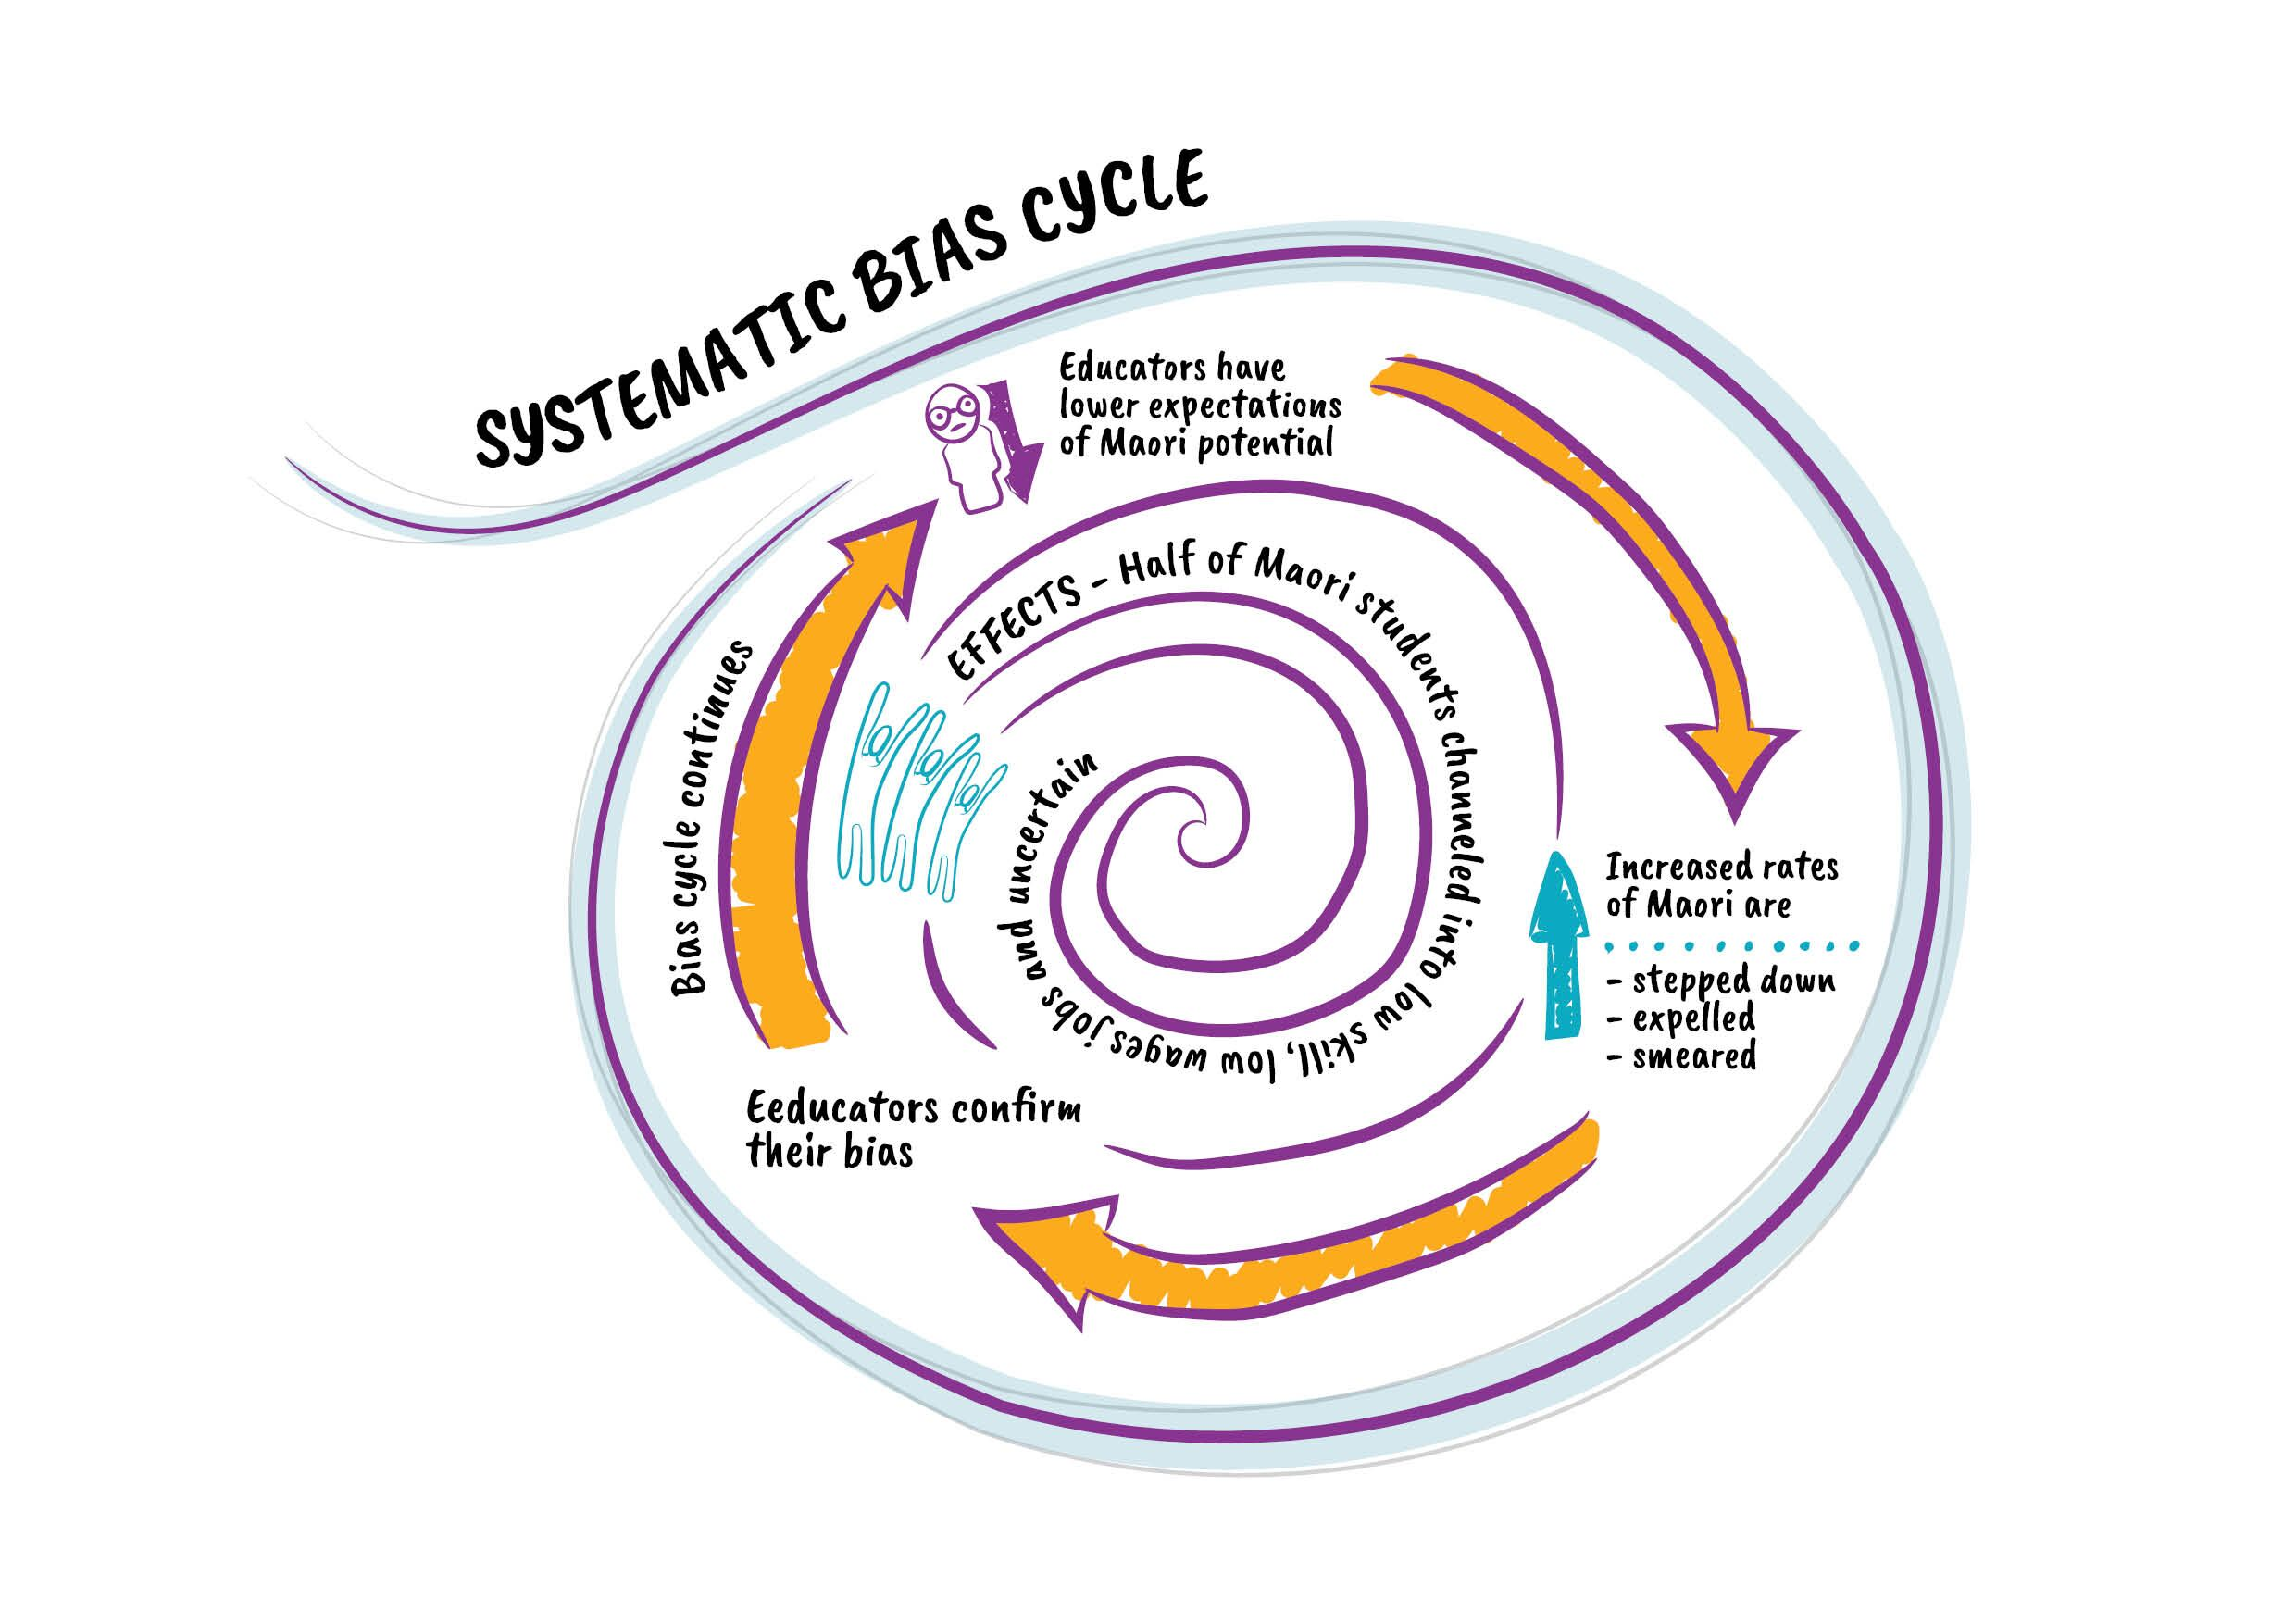 SYSTEMATIC BIAS CYCLE
Educators have
lower expectations
of Maori potential
Increased rates
of Maori are
- stepped down
- expelled
- smeared
Eeducators confirm
their bias
Bias cycle continues
EFFECTS - Half of Maori students channeled into low skill, low wages jobs and uncertain